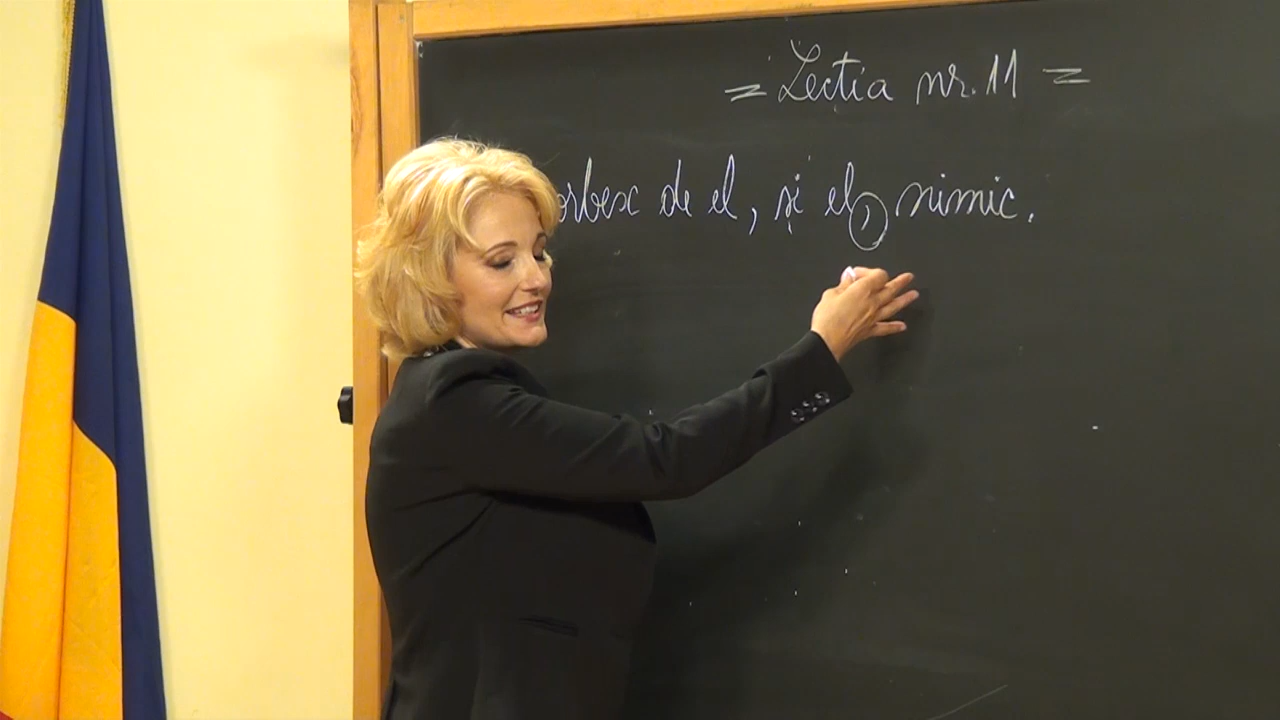 = Lectia nr. 11 =
orbesc de el, și el, nimic.